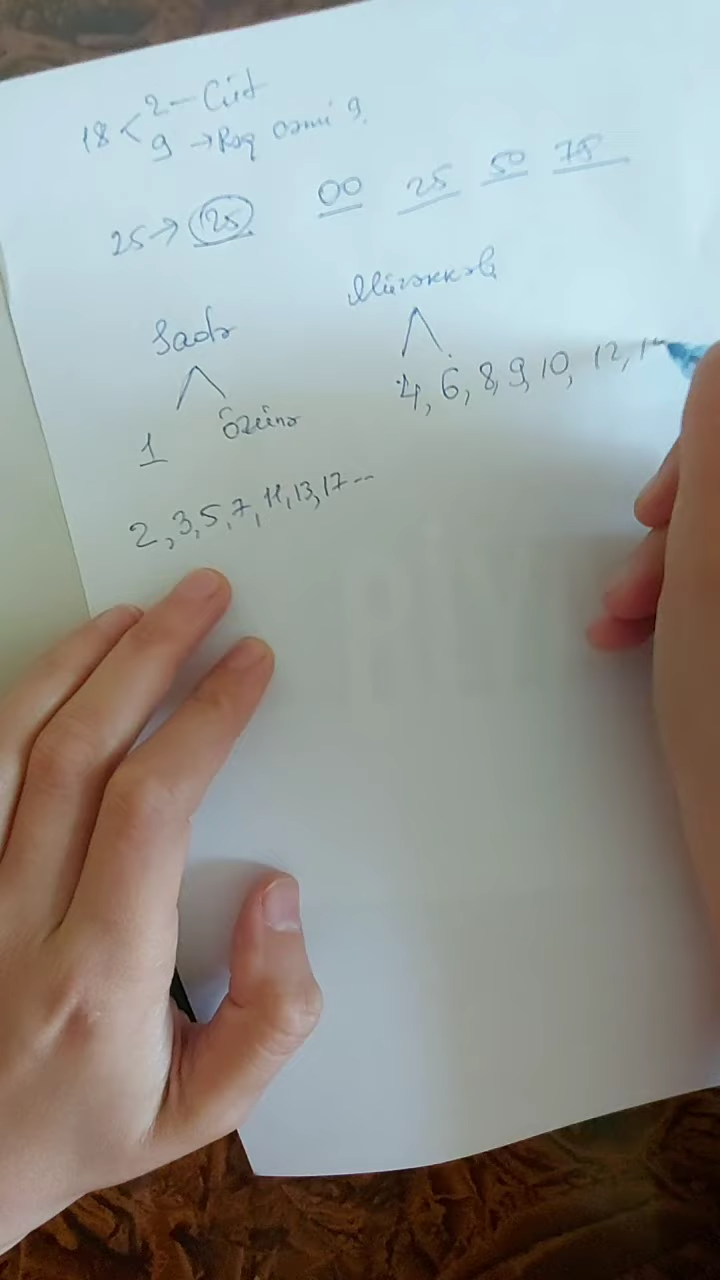 18 < 2 — Cüt
9 → Rəq cəmi 9.
25 → 125 00 25 50 75
Sadə Mürəkkəb
1 Özünə
4, 6, 8, 9, 10, 12, 1
2, 3, 5, 7, 11, 13, 17 --